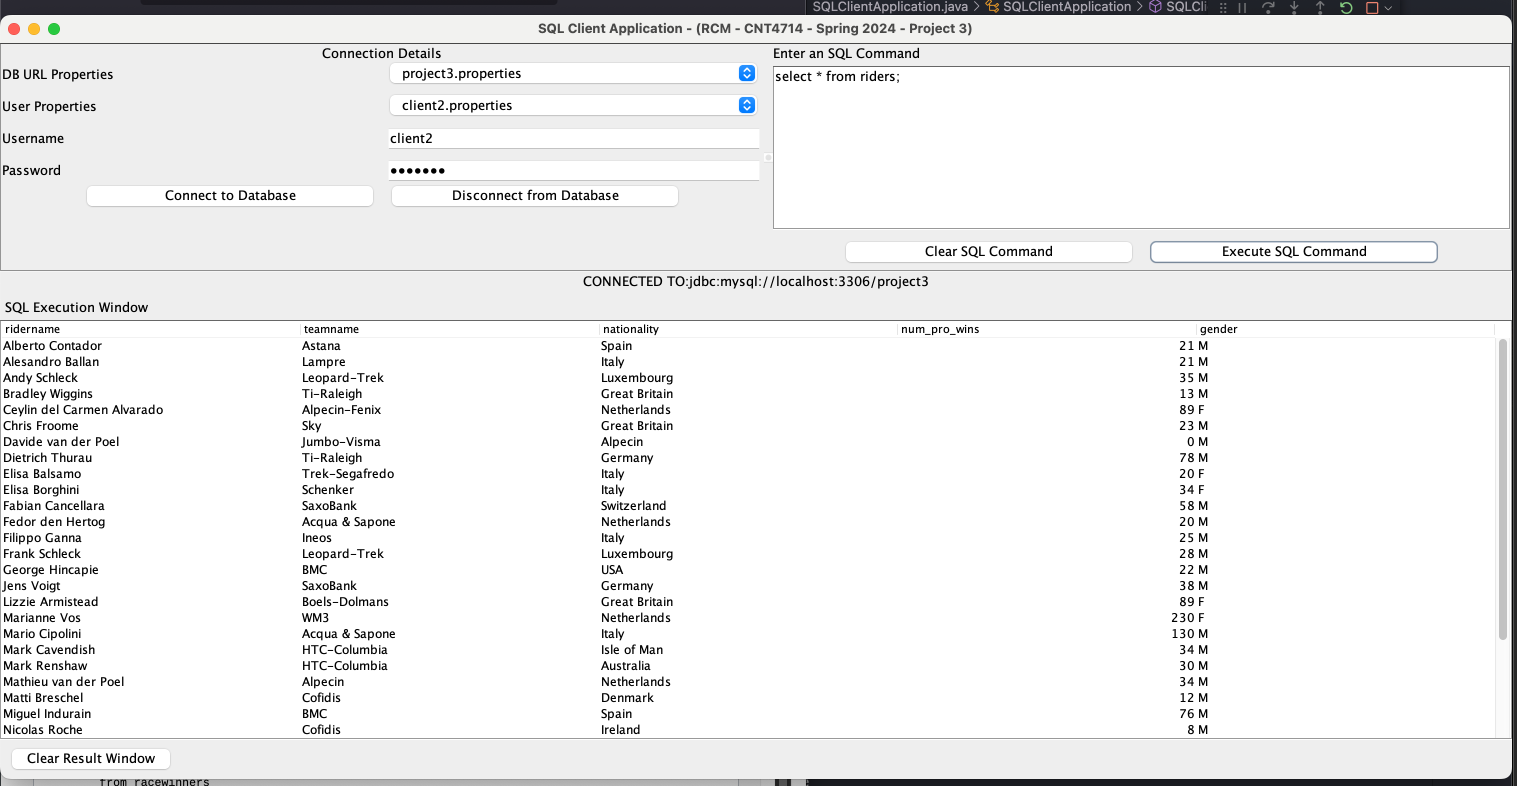 SQLClientApplication.java > SQLClientApplication > SQLCli
SQL Client Application - (RCM - CNT4714 - Spring 2024 - Project 3)
Connection Details
DB URL Properties project3.properties
User Properties client2.properties
Username client2
Password •••••••
Connect to Database Disconnect from Database
Enter an SQL Command
select * from riders;
Clear SQL Command Execute SQL Command
CONNECTED TO:jdbc:mysql://localhost:3306/project3
SQL Execution Window
ridername teamname nationality num_pro_wins gender
Alberto Contador Astana Spain 21 M
Alesandro Ballan Lampre Italy 21 M
Andy Schleck Leopard-Trek Luxembourg 35 M
Bradley Wiggins Ti-Raleigh Great Britain 13 M
Ceylin del Carmen Alvarado Alpecin-Fenix Netherlands 89 F
Chris Froome Sky Great Britain 23 M
Davide van der Poel Jumbo-Visma Alpecin 0 M
Dietrich Thurau Ti-Raleigh Germany 78 M
Elisa Balsamo Trek-Segafredo Italy 20 F
Elisa Borghini Schenker Italy 34 F
Fabian Cancellara SaxoBank Switzerland 58 M
Fedor den Hertog Acqua & Sapone Netherlands 20 M
Filippo Ganna Ineos Italy 25 M
Frank Schleck Leopard-Trek Luxembourg 28 M
George Hincapie BMC USA 22 M
Jens Voigt SaxoBank Germany 38 M
Lizzie Armistead Boels-Dolmans Great Britain 89 F
Marianne Vos WM3 Netherlands 230 F
Mario Cipolini Acqua & Sapone Italy 130 M
Mark Cavendish HTC-Columbia Isle of Man 34 M
Mark Renshaw HTC-Columbia Australia 30 M
Mathieu van der Poel Alpecin Netherlands 34 M
Matti Breschel Cofidis Denmark 12 M
Miguel Indurain BMC Spain 76 M
Nicolas Roche Cofidis Ireland 8 M
Clear Result Window
from racewinners